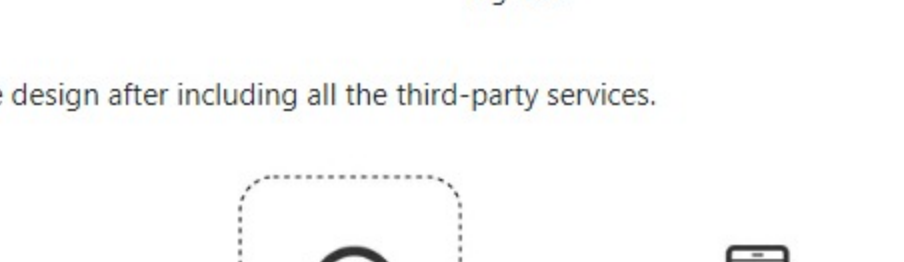 design after including all the third-party services.